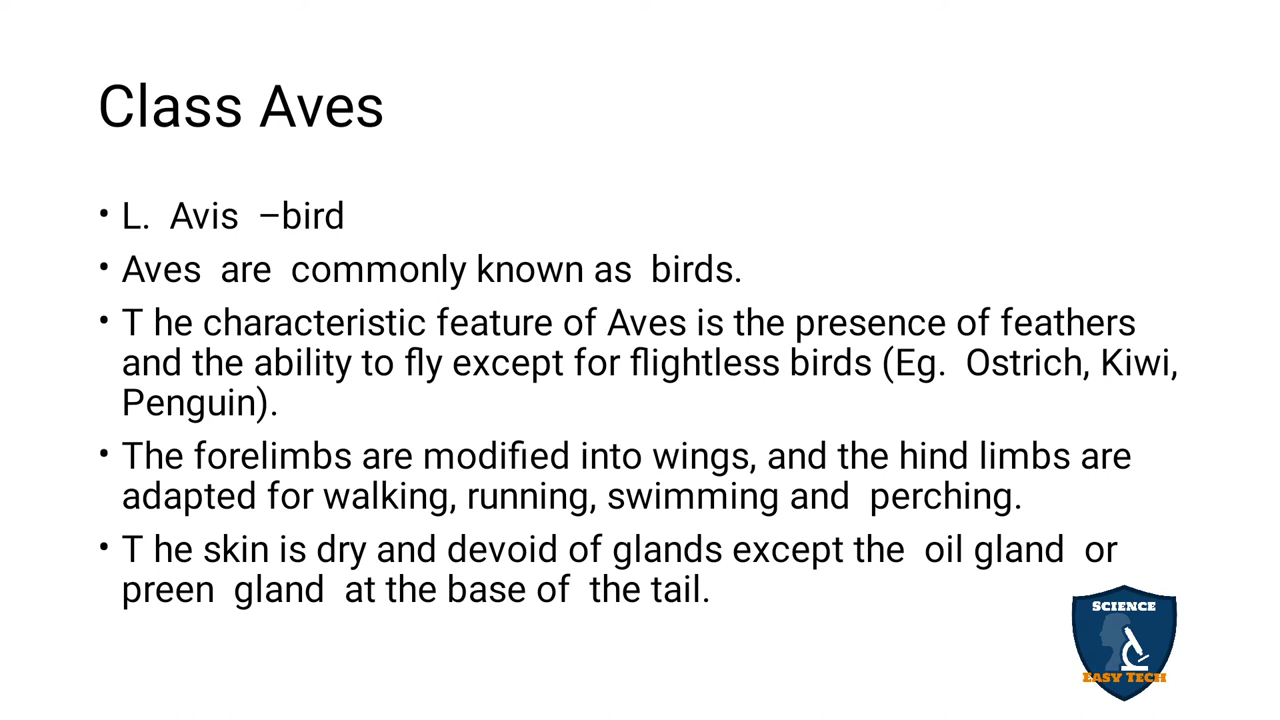 Class Aves
• L.  Avis  –bird
• Aves  are  commonly known as  birds.
• T he characteristic feature of Aves is the presence of feathers
and the ability to fly except for flightless birds (Eg.  Ostrich, Kiwi,
Penguin).
• The forelimbs are modified into wings, and the hind limbs are
adapted for walking, running, swimming and  perching.
• T he skin is dry and devoid of glands except the  oil gland  or
preen  gland  at the base of  the tail.
SCIENCE
EASY TECH